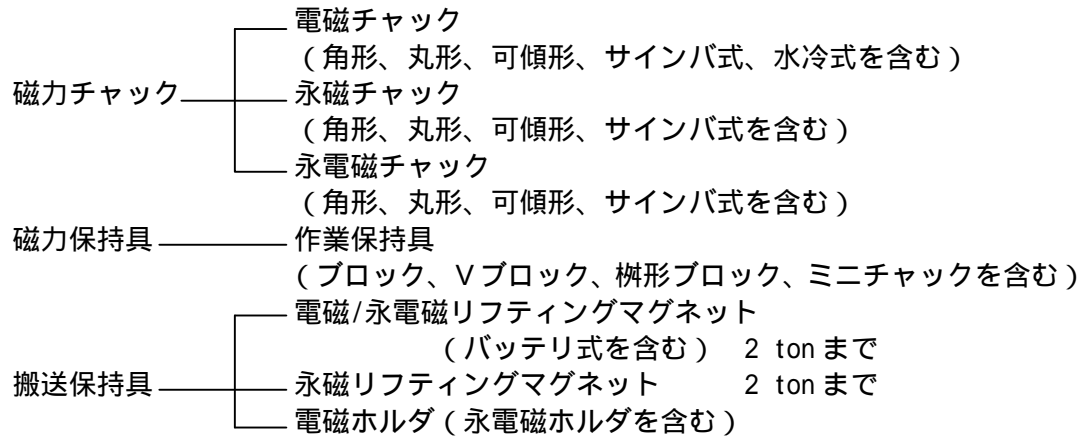 電磁チャック
(角形、丸形、可傾形、サインバ式、水冷式を含む)
磁力チャック 永磁チャック
(角形、丸形、可傾形、サインバ式を含む)
永電磁チャック
(角形、丸形、可傾形、サインバ式を含む)
磁力保持具 作業保持具
(ブロック、Vブロック、桝形ブロック、ミニチャックを含む)
電磁/永電磁リフティングマグネット
(バッテリ式を含む) 2 tonまで
搬送保持具 永磁リフティングマグネット 2 tonまで
電磁ホルダ(永電磁ホルダを含む)